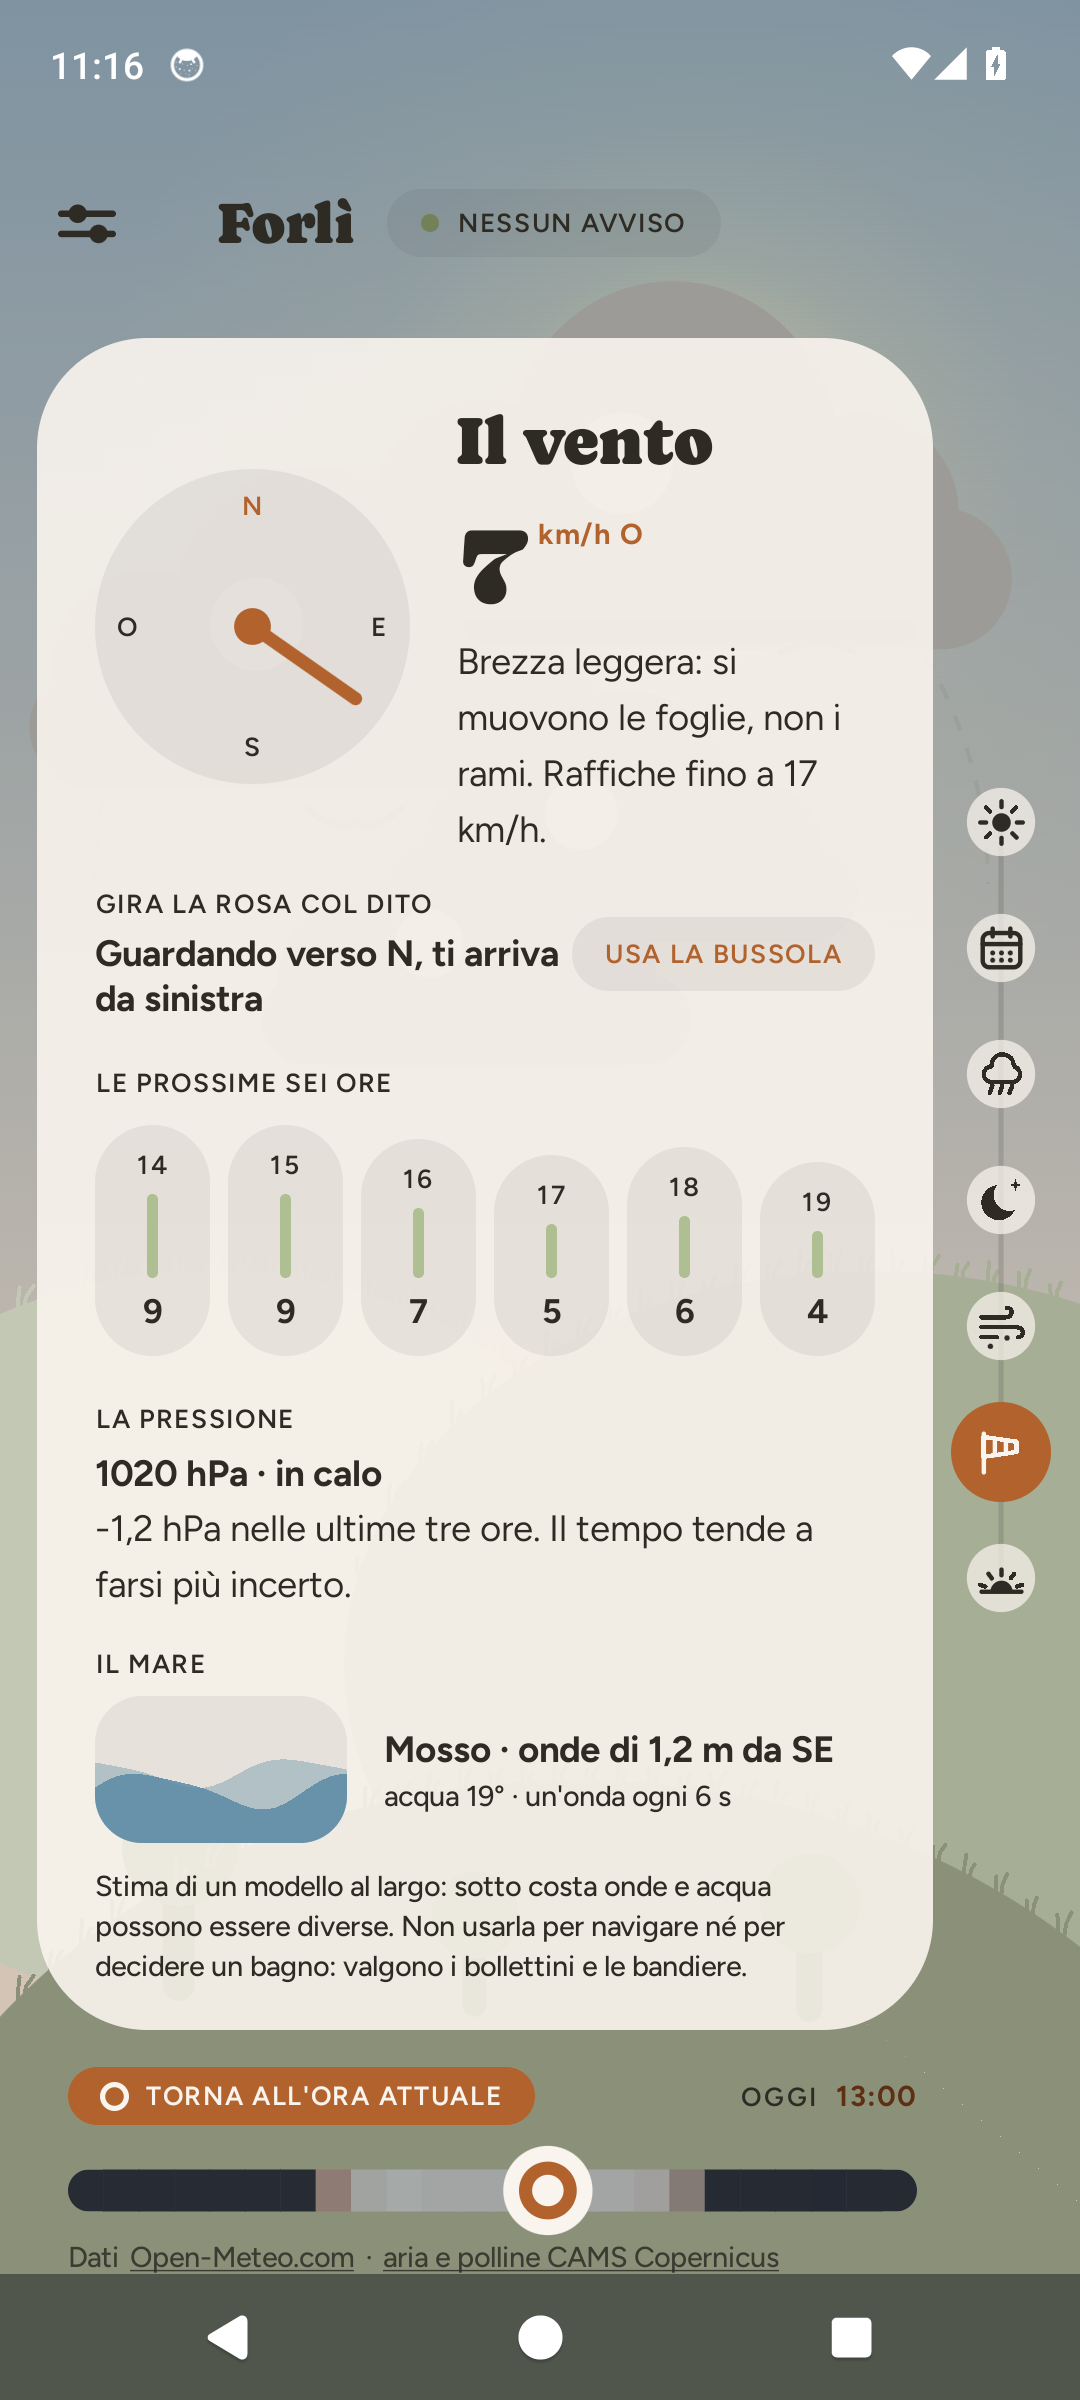 11:16
Forlì
NESSUN AVVISO
Il vento
7 km/h O
Brezza leggera: si
muovono le foglie, non i
rami. Raffiche fino a 17
km/h.
N
O
E
S
GIRA LA ROSA COL DITO
Guardando verso N, ti arriva
da sinistra
USA LA BUSSOLA
LE PROSSIME SEI ORE
14 15 16 17 18 19
9 9 7 5 6 4
LA PRESSIONE
1020 hPa · in calo
-1,2 hPa nelle ultime tre ore. Il tempo tende a
farsi più incerto.
IL MARE
Mosso · onde di 1,2 m da SE
acqua 19° · un'onda ogni 6 s
Stima di un modello al largo: sotto costa onde e acqua
possono essere diverse. Non usarla per navigare né per
decidere un bagno: valgono i bollettini e le bandiere.
TORNA ALL'ORA ATTUALE
OGGI 13:00
Dati Open-Meteo.com · aria e polline CAMS Copernicus